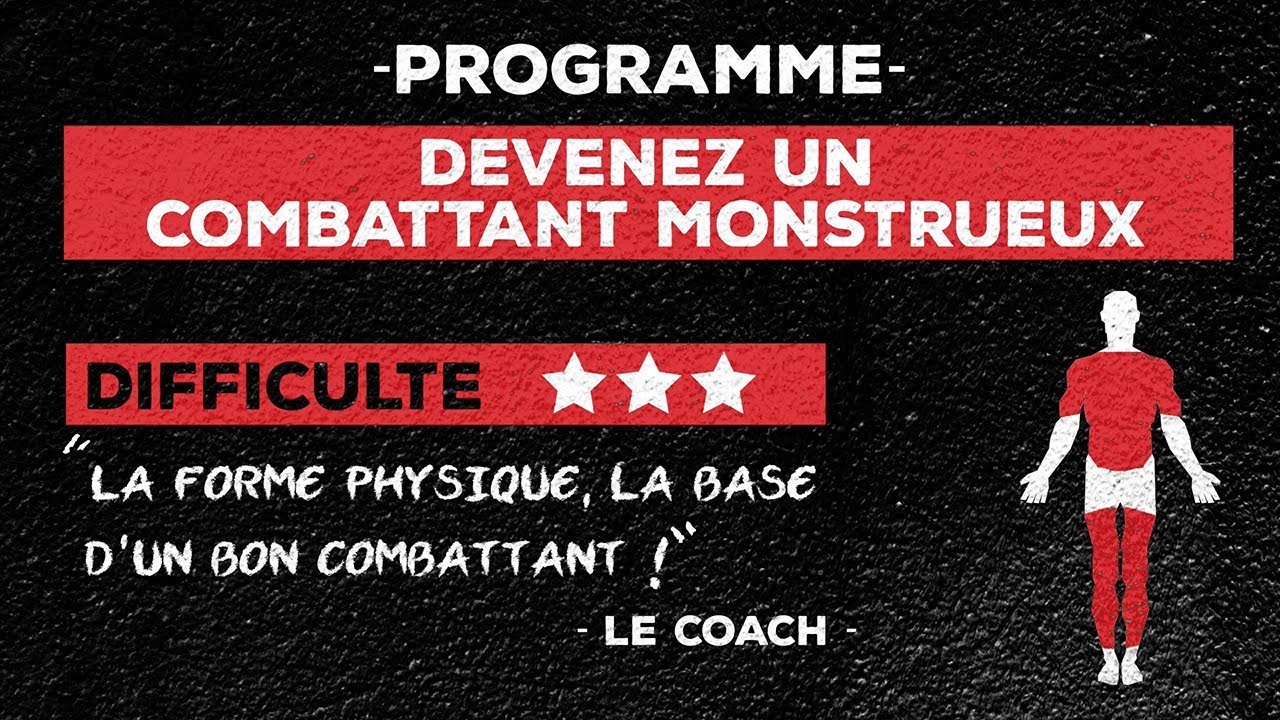 -PROGRAMME-
DEVENEZ UN
COMBATTANT MONSTRUEUX
DIFFICULTE
"LA FORME PHYSIQUE, LA BASE
D'UN BON COMBATTANT !"
- LE COACH -